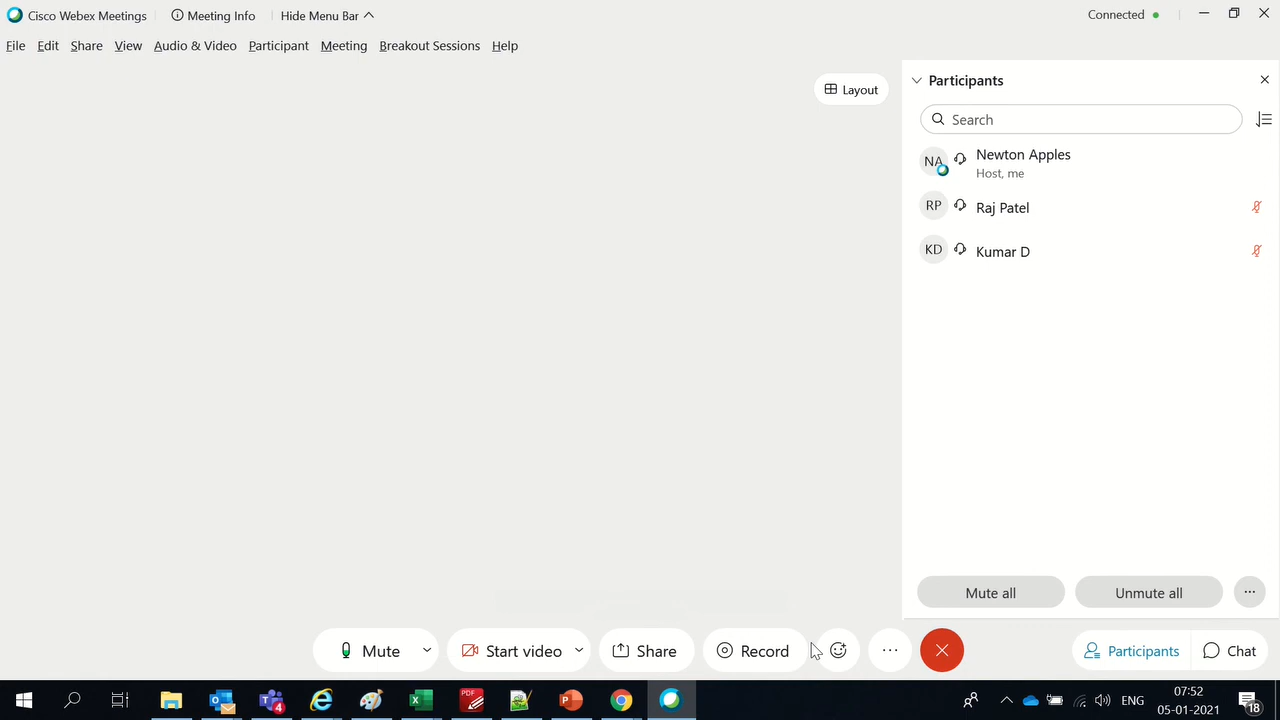 Cisco Webex Meetings Meeting Info Hide Menu Bar Connected
File Edit Share View Audio & Video Participant Meeting Breakout Sessions Help
Layout
Participants
Search
NA Newton Apples
Host, me
RP Raj Patel
KD Kumar D
Mute all Unmute all
Mute Start video Share Record Participants Chat
PDF
4
ENG
07:52
05-01-2021
18